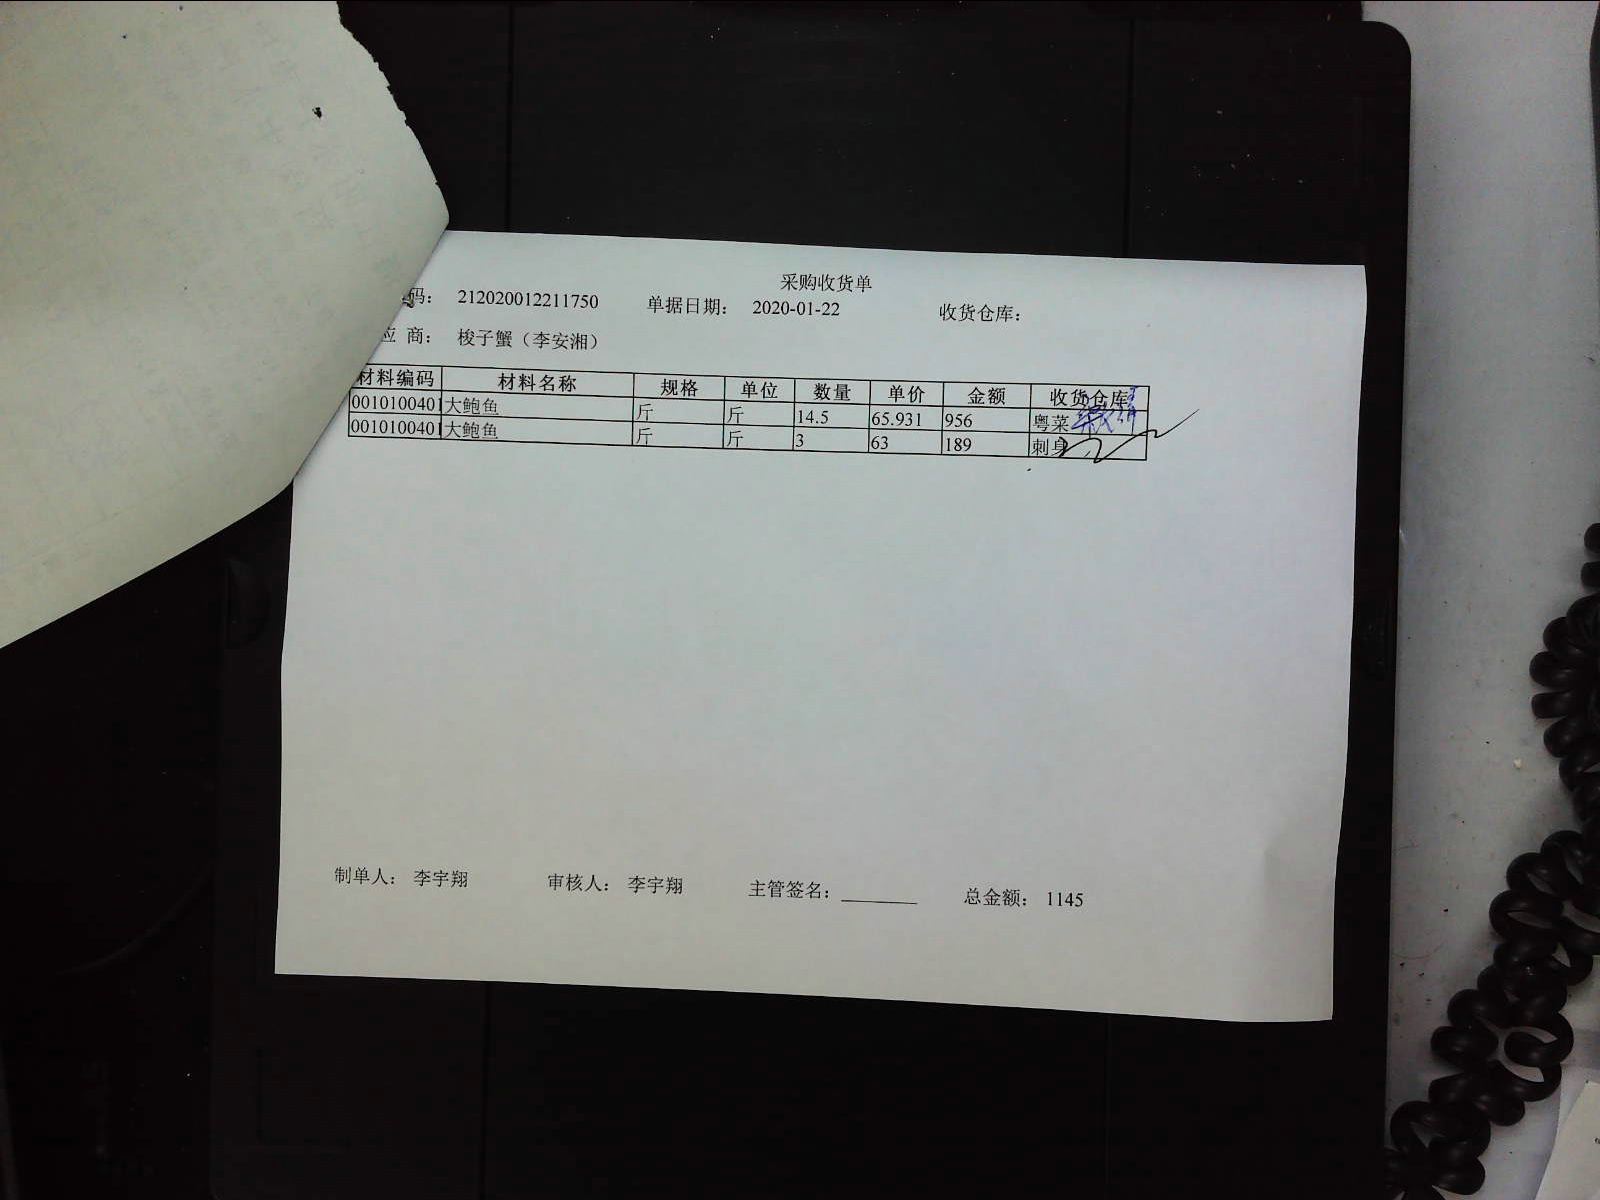 采购收货单
码： 212020012211750 单据日期： 2020-01-22 收货仓库：
应 商： 梭子蟹（李安湘）
材料编码 材料名称 规格 单位 数量 单价 金额 收货仓库
0010100401 大鲍鱼 斤 斤 14.5 65.931 956 粤菜
0010100401 大鲍鱼 斤 斤 3 63 189 刺身
制单人： 李宇翔 审核人： 李宇翔 主管签名： 总金额： 1145